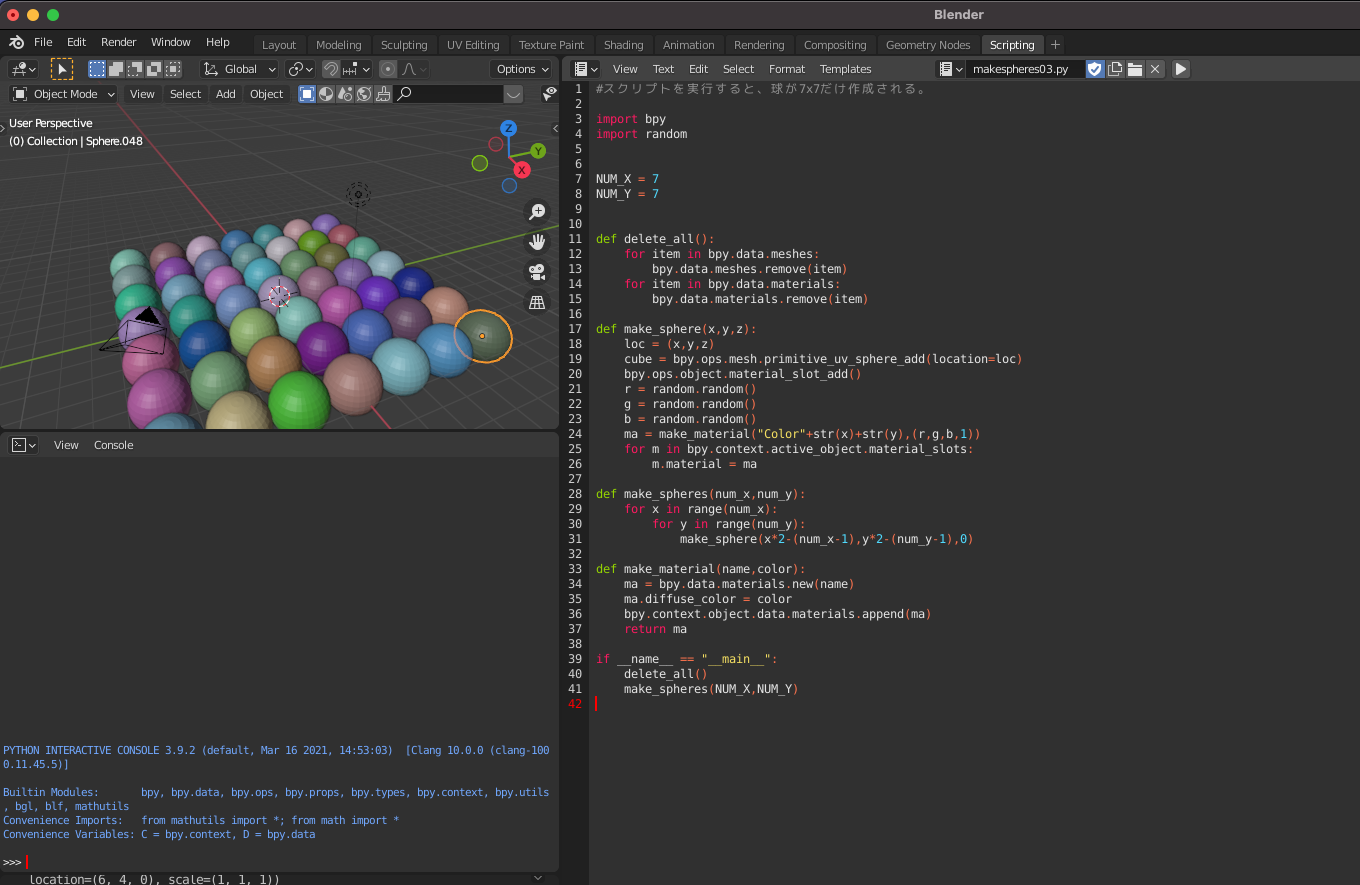 Blender
File Edit Render Window Help Layout Modeling Sculpting UV Editing Texture Paint Shading Animation Rendering Compositing Geometry Nodes Scripting +
Global Options
View Text Edit Select Format Templates makespheres03.py
Object Mode View Select Add Object
User Perspective
(0) Collection | Sphere.048
Z
Y
X
1 #スクリプトを実行すると、球が7x7だけ作成される。
2
3 import bpy
4 import random
5
6
7 NUM_X = 7
8 NUM_Y = 7
9
10
11 def delete_all():
12     for item in bpy.data.meshes:
13         bpy.data.meshes.remove(item)
14     for item in bpy.data.materials:
15         bpy.data.materials.remove(item)
16
17 def make_sphere(x,y,z):
18     loc = (x,y,z)
19     cube = bpy.ops.mesh.primitive_uv_sphere_add(location=loc)
20     bpy.ops.object.material_slot_add()
21     r = random.random()
22     g = random.random()
23     b = random.random()
24     ma = make_material("Color"+str(x)+str(y),(r,g,b,1))
25     for m in bpy.context.active_object.material_slots:
26         m.material = ma
27
28 def make_spheres(num_x,num_y):
29     for x in range(num_x):
30         for y in range(num_y):
31             make_sphere(x*2-(num_x-1),y*2-(num_y-1),0)
32
33 def make_material(name,color):
34     ma = bpy.data.materials.new(name)
35     ma.diffuse_color = color
36     bpy.context.object.data.materials.append(ma)
37     return ma
38
39 if __name__ == "__main__":
40     delete_all()
41     make_spheres(NUM_X,NUM_Y)
42
View Console
PYTHON INTERACTIVE CONSOLE 3.9.2 (default, Mar 16 2021, 14:53:03)  [Clang 10.0.0 (clang-100
0.11.45.5)]
Builtin Modules:       bpy, bpy.data, bpy.ops, bpy.props, bpy.types, bpy.context, bpy.utils
, bgl, blf, mathutils
Convenience Imports:   from mathutils import *; from math import *
Convenience Variables: C = bpy.context, D = bpy.data
>>>
location=(6, 4, 0), scale=(1, 1, 1))